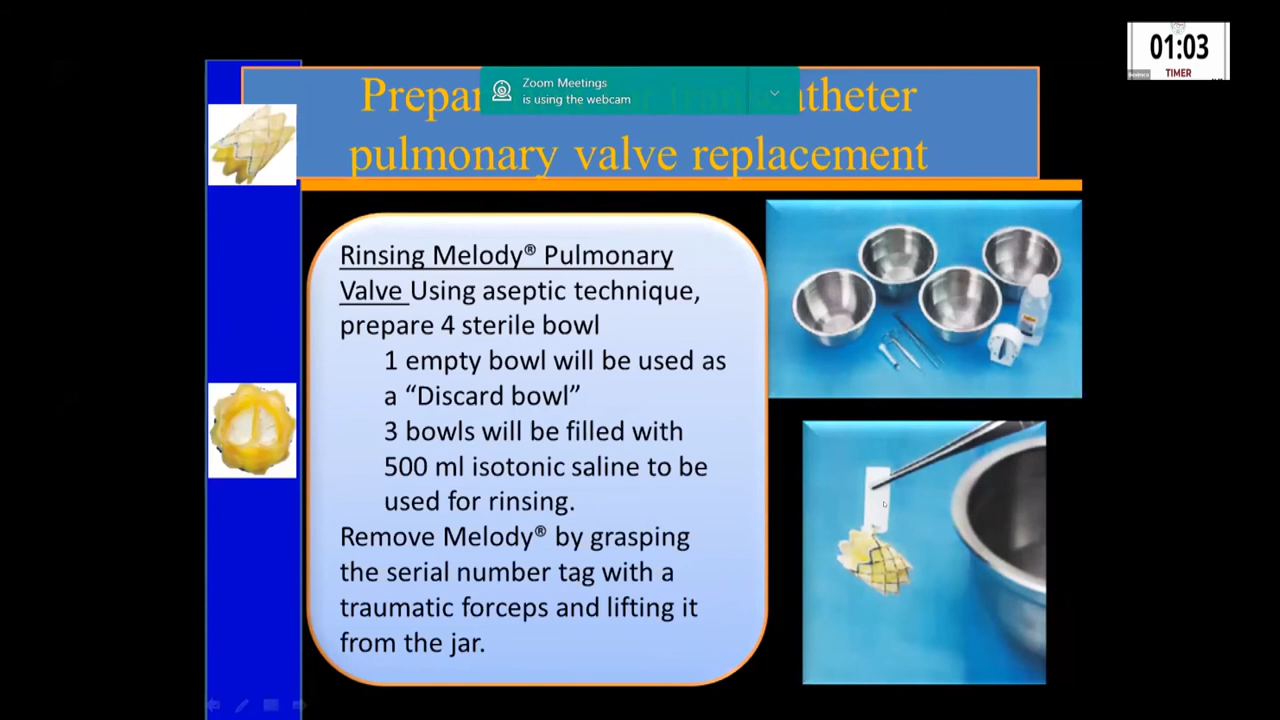 01:03
TIMER
Zoom Meetings
is using the webcam
Prepar atheter
pulmonary valve replacement
Rinsing Melody® Pulmonary
Valve Using aseptic technique,
prepare 4 sterile bowl
1 empty bowl will be used as
a “Discard bowl”
3 bowls will be filled with
500 ml isotonic saline to be
used for rinsing.
Remove Melody® by grasping
the serial number tag with a
traumatic forceps and lifting it
from the jar.